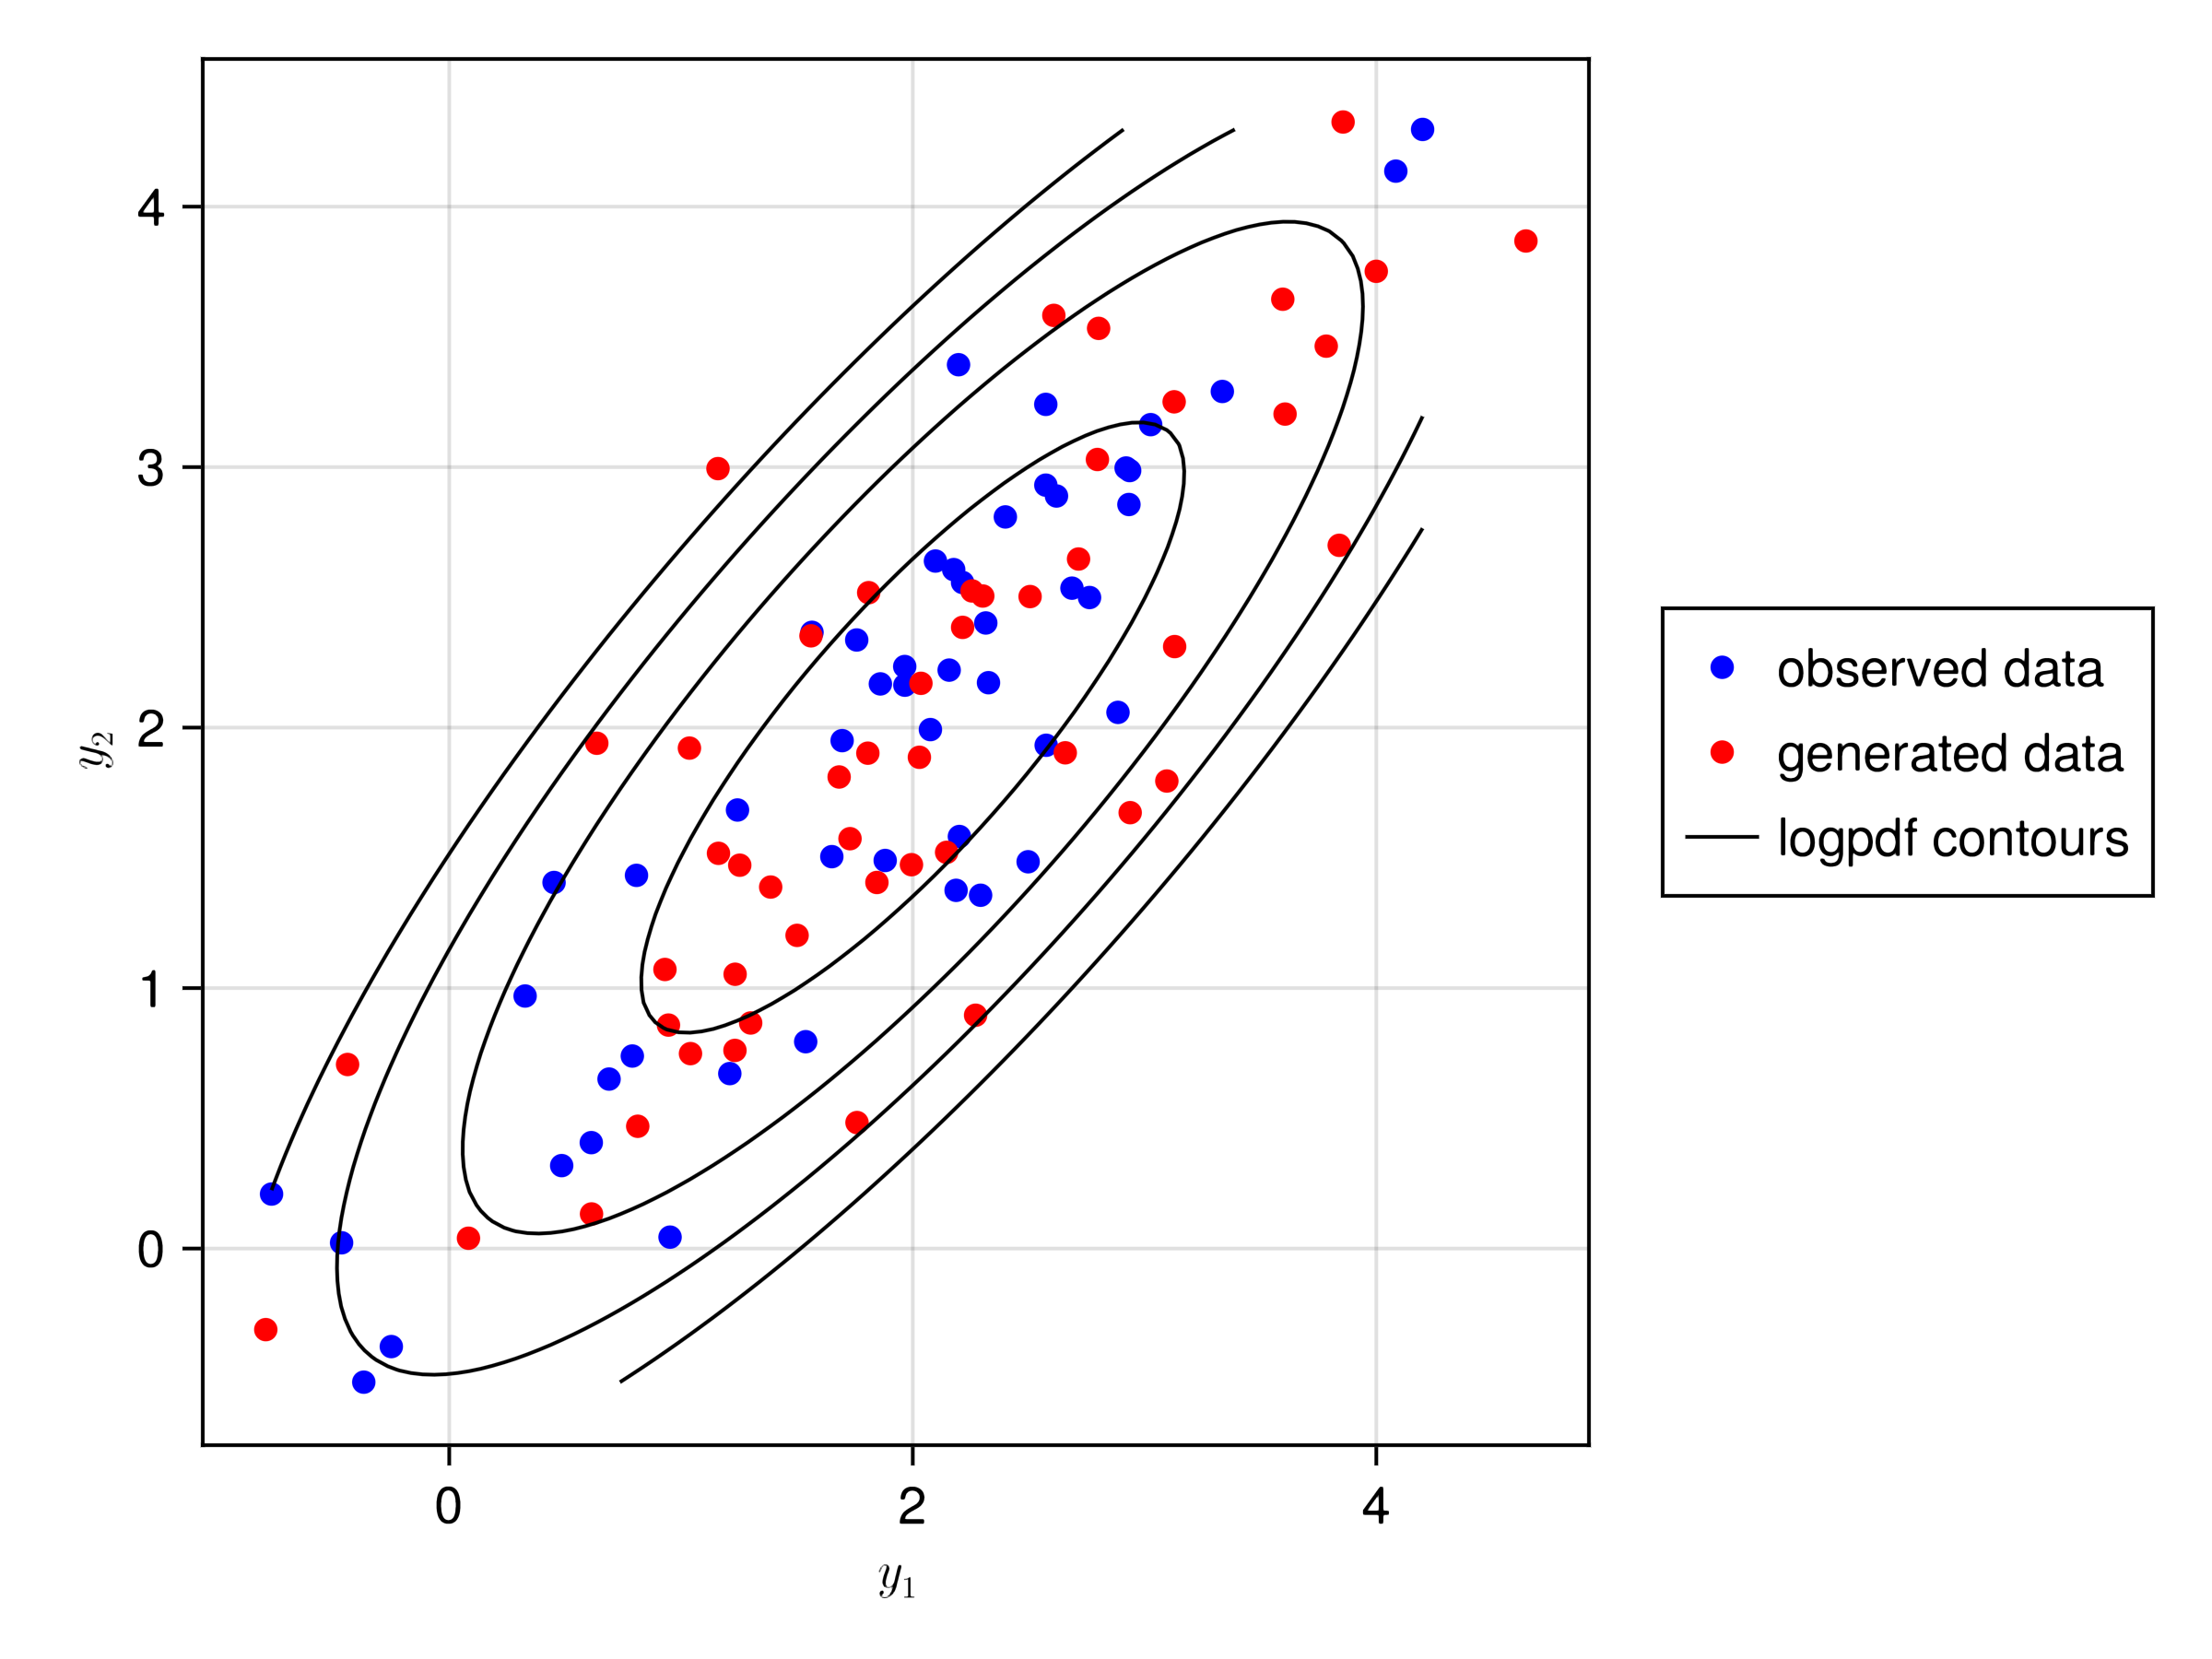 4
3
2
1
0
y₂
0 2 4
y₁
observed data
generated data
logpdf contours